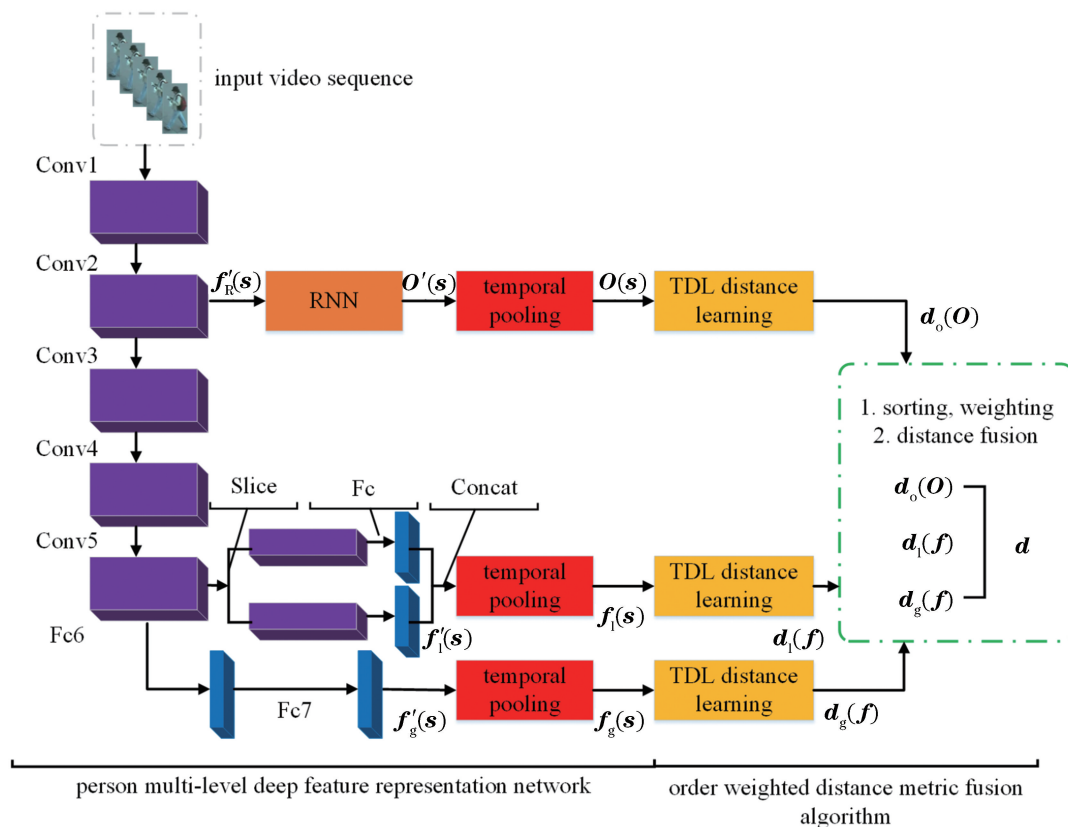 input video sequence
Conv1
Conv2
f'R(s)
RNN
O'(s)
temporal
pooling
O(s)
TDL distance
learning
do(O)
Conv3
1. sorting, weighting
2. distance fusion
Conv4
Slice
Fc
Concat
do(O)
dl(f)
d
dg(f)
Conv5
temporal
pooling
TDL distance
learning
f'l(s)
fl(s)
dl(f)
Fc6
Fc7
f'g(s)
temporal
pooling
fg(s)
TDL distance
learning
dg(f)
person multi-level deep feature representation network
order weighted distance metric fusion
algorithm